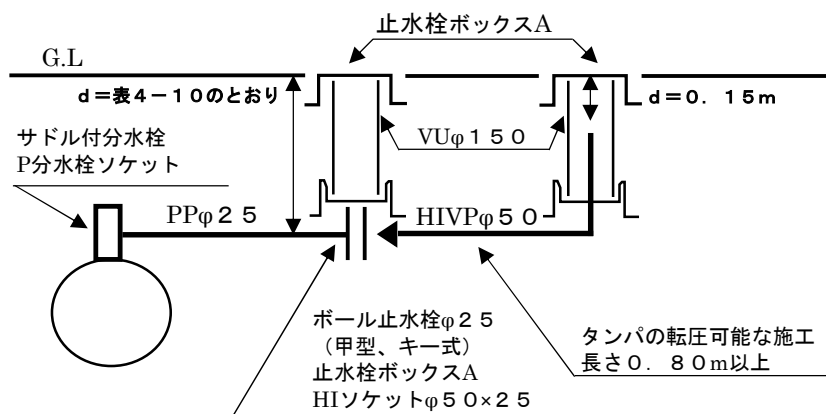 止水栓ボックスA
G.L
d＝表４－１０のとおり
d＝０．１５m
サドル付分水栓
P分水栓ソケット
VUφ１５０
PPφ２５
HIVPφ５０
ボール止水栓φ２５
（甲型、キー式）
止水栓ボックスA
HIソケットφ５０×２５
タンパの転圧可能な施工
長さ０．８０m以上